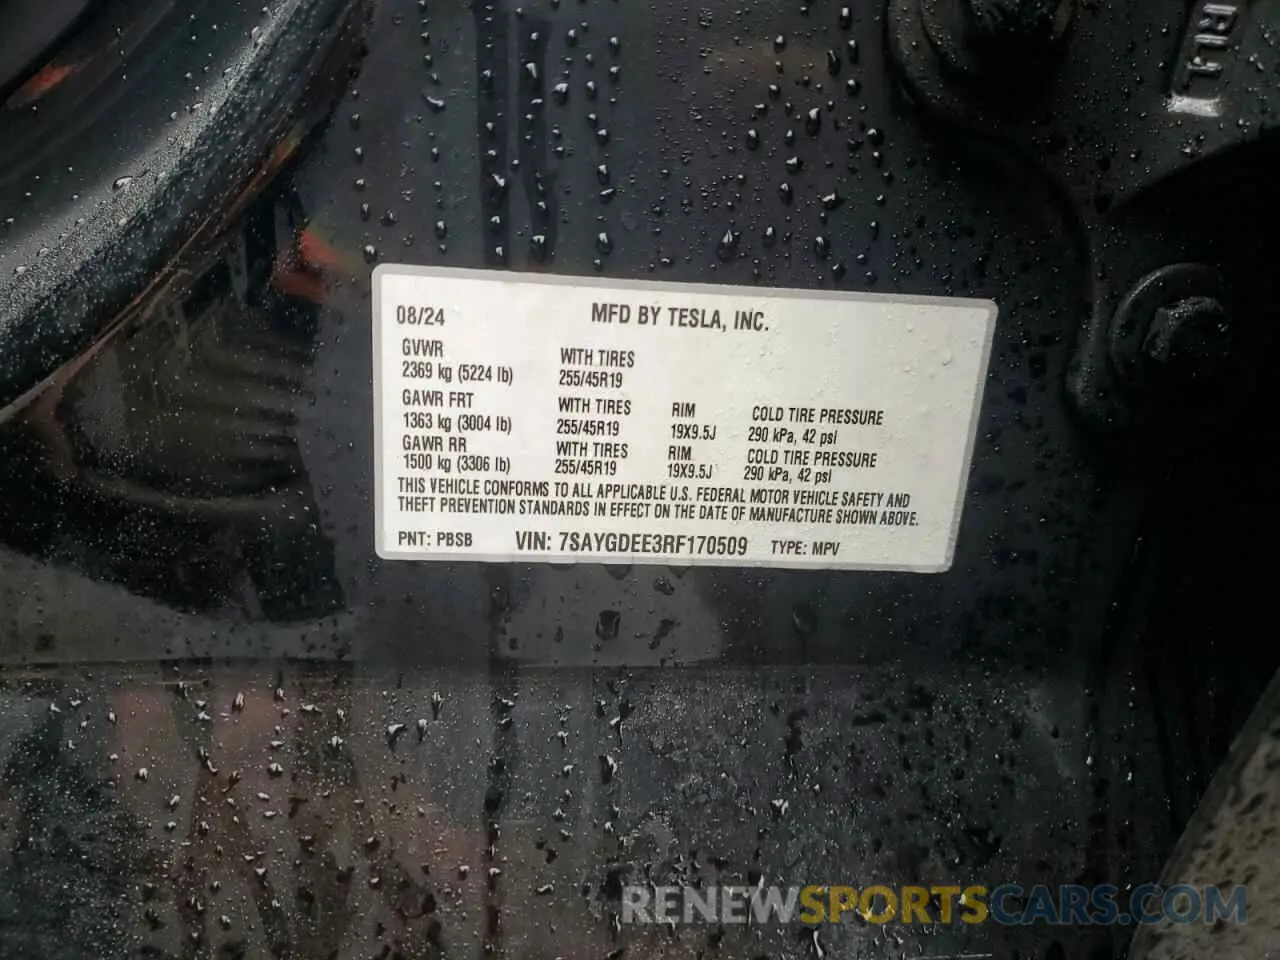 08/24 MFD BY TESLA, INC.
GVWR WITH TIRES
2369 kg (5224 lb) 255/45R19
GAWR FRT WITH TIRES RIM COLD TIRE PRESSURE
1363 kg (3004 lb) 255/45R19 19X9.5J 290 kPa, 42 psi
GAWR RR WITH TIRES RIM COLD TIRE PRESSURE
1500 kg (3306 lb) 255/45R19 19X9.5J 290 kPa, 42 psi
THIS VEHICLE CONFORMS TO ALL APPLICABLE U.S. FEDERAL MOTOR VEHICLE SAFETY AND
THEFT PREVENTION STANDARDS IN EFFECT ON THE DATE OF MANUFACTURE SHOWN ABOVE.
PNT: PBSB VIN: 7SAYGDEE3RF170509 TYPE: MPV
RENEWSPORTSCARS.COM